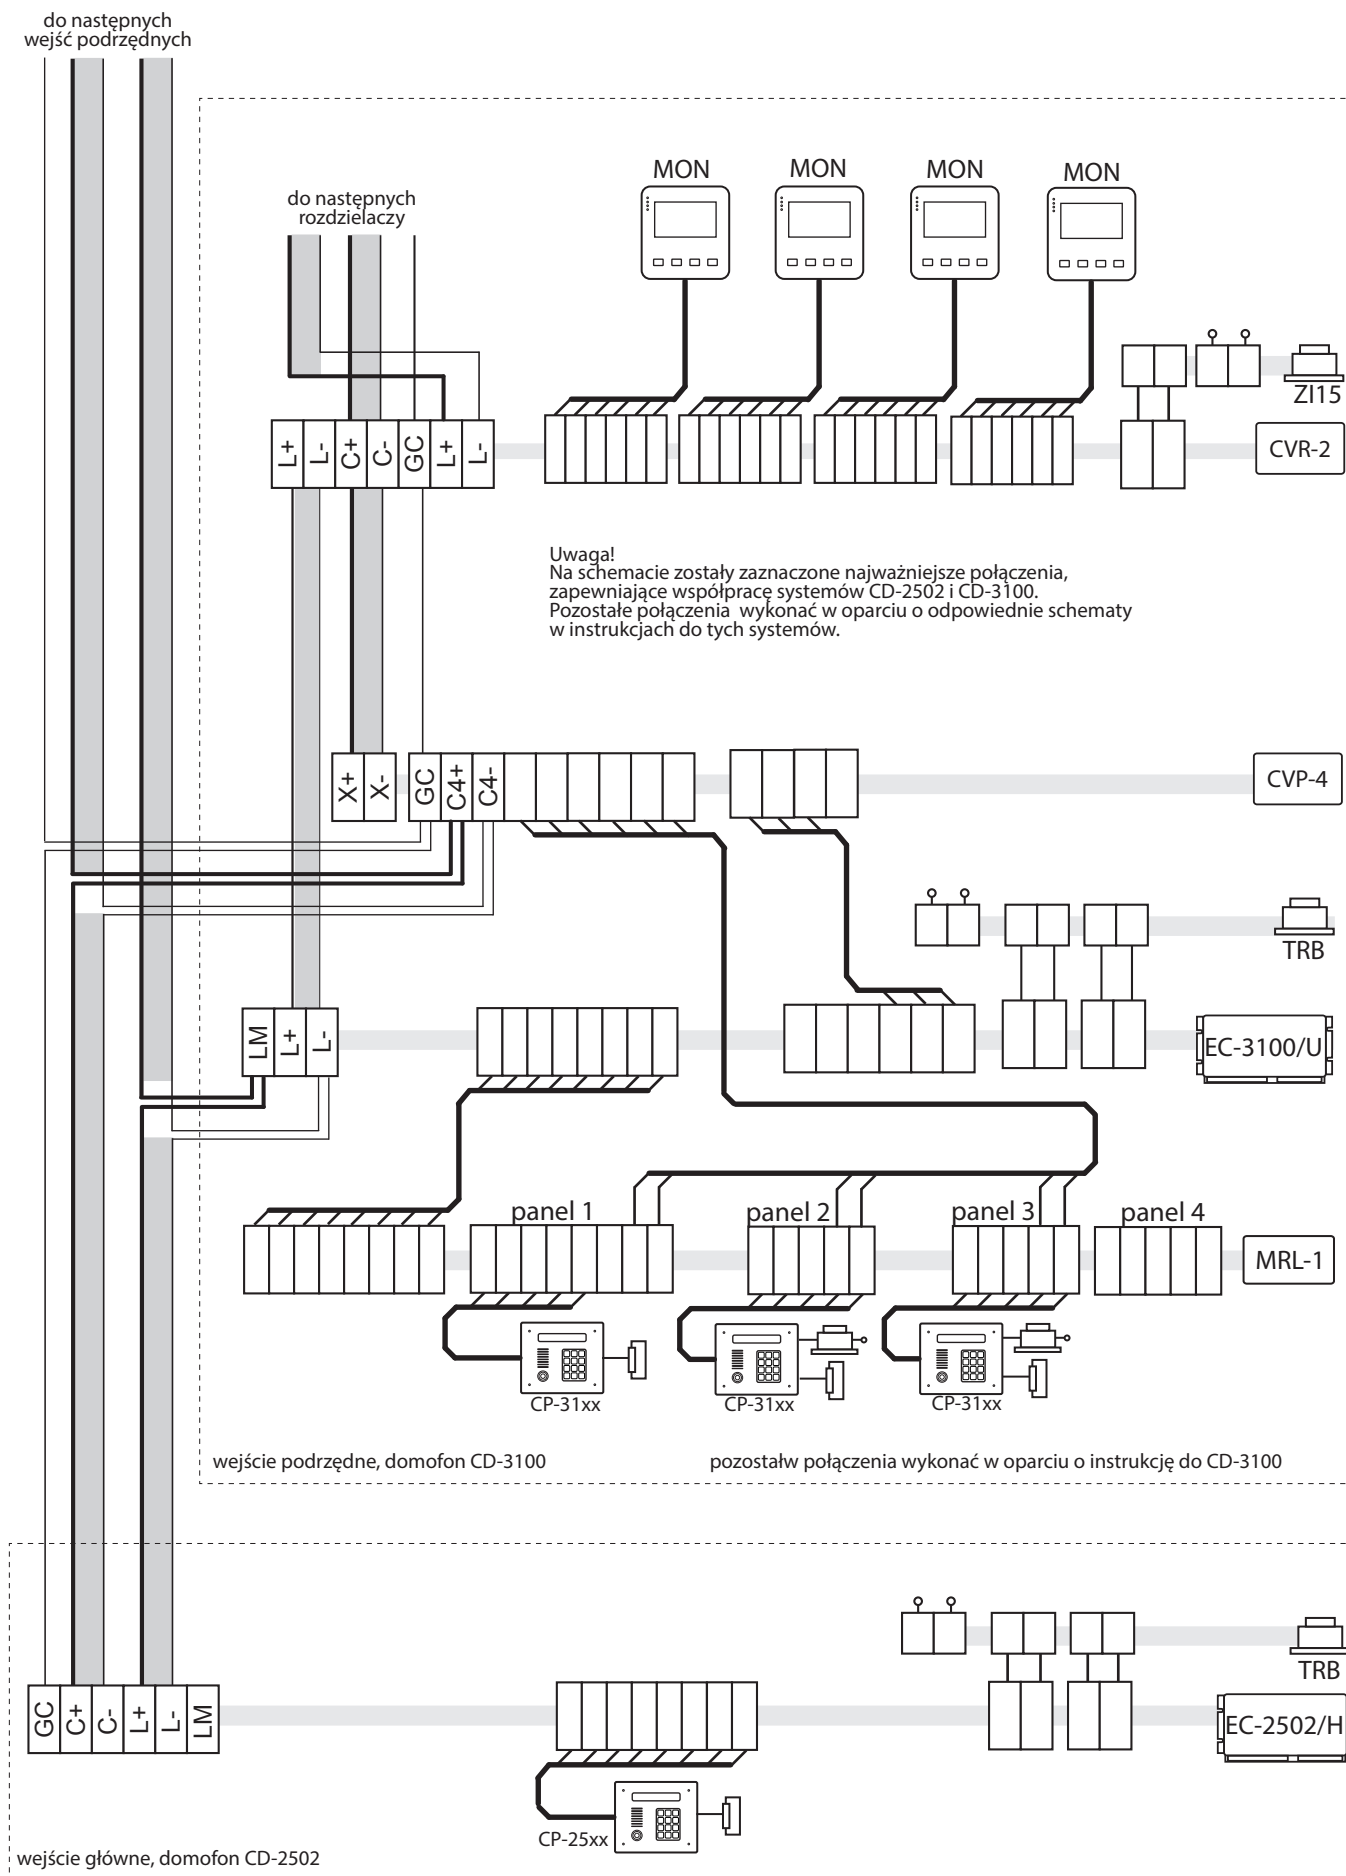 do następnych
wejść podrzędnych
do następnych
rozdzielaczy
MON
MON
MON
MON
ZI15
L+
L-
C+
C-
GC
L+
L-
CVR-2
Uwaga!
Na schemacie zostały zaznaczone najważniejsze połączenia,
zapewniające współpracę systemów CD-2502 i CD-3100.
Pozostałe połączenia wykonać w oparciu o odpowiednie schematy
w instrukcjach do tych systemów.
X+
X-
GC
C4+
C4-
CVP-4
TRB
LM
L+
L-
EC-3100/U
panel 1
panel 2
panel 3
panel 4
MRL-1
CP-31xx
CP-31xx
CP-31xx
wejście podrzędne, domofon CD-3100
pozostałw połączenia wykonać w oparciu o instrukcję do CD-3100
TRB
GC
C+
C-
L+
L-
LM
EC-2502/H
CP-25xx
wejście główne, domofon CD-2502